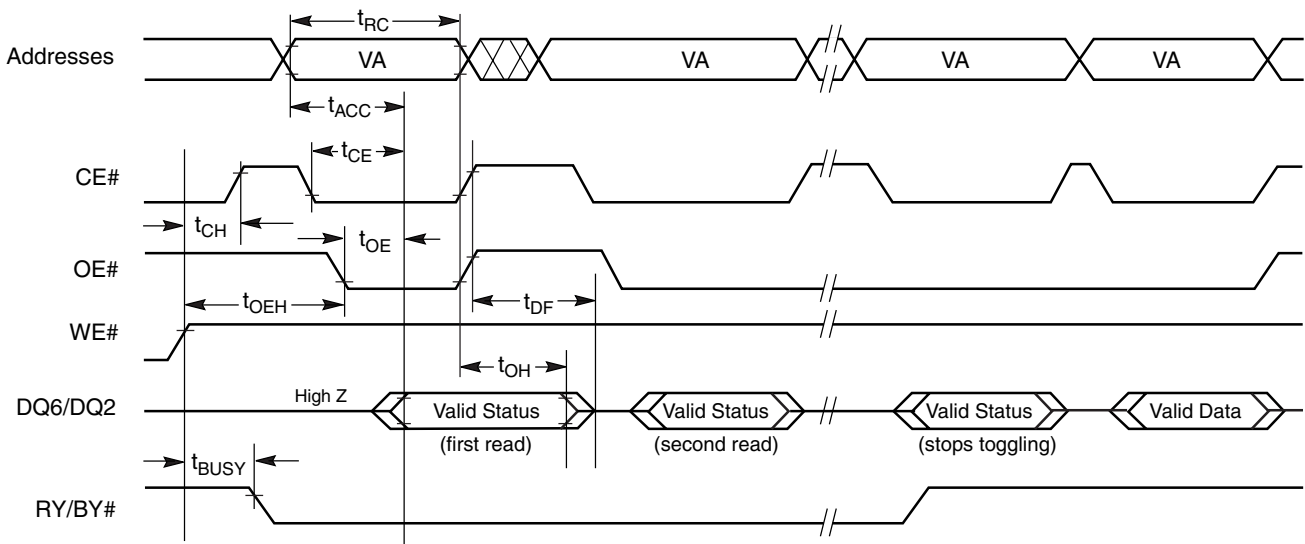 tRC
Addresses VA VA VA VA
tACC
tCE
CE#
tCH
tOE
OE#
tOEH
tDF
WE#
tOH
High Z
DQ6/DQ2 Valid Status Valid Status Valid Status Valid Data
(first read) (second read) (stops toggling)
tBUSY
RY/BY#